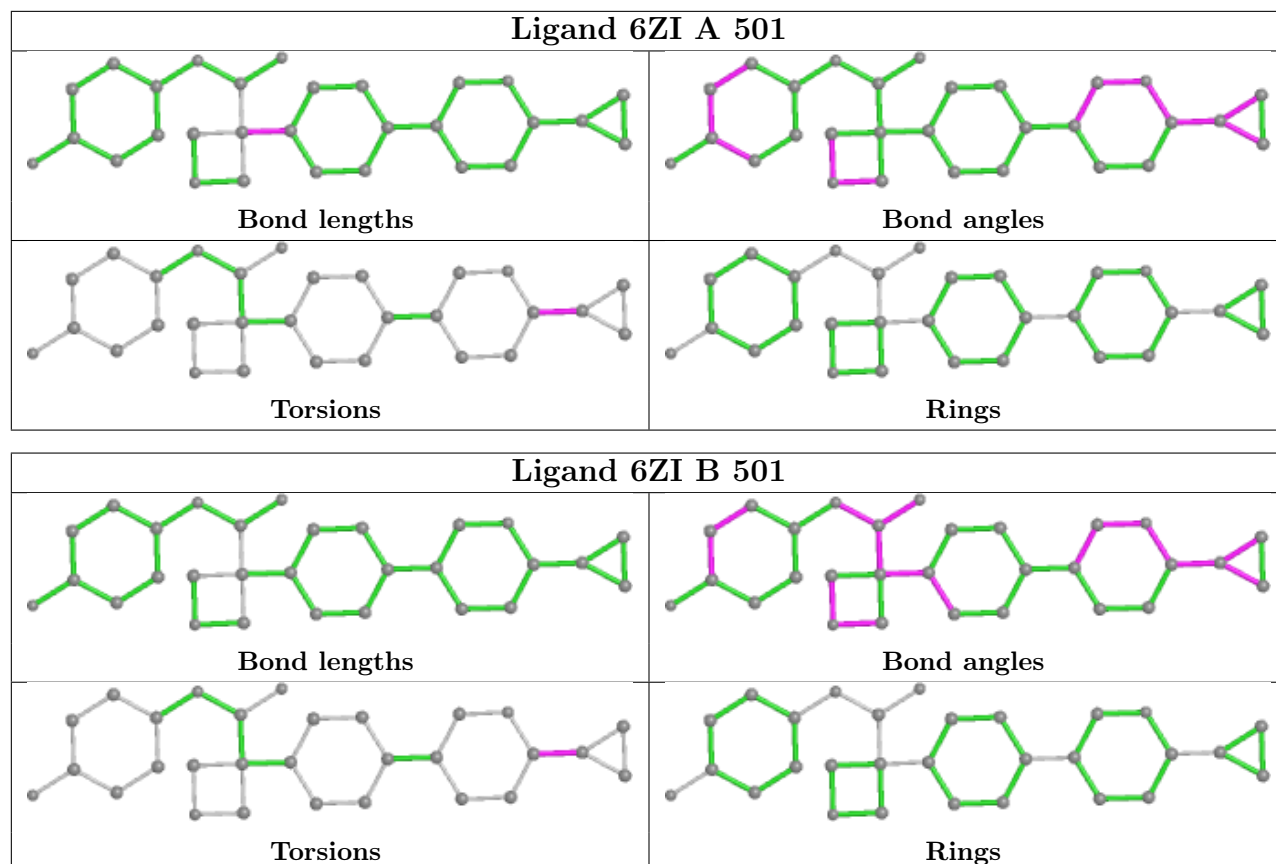 Ligand 6ZI A 501
Bond lengths
Bond angles
Torsions
Rings
Ligand 6ZI B 501
Bond lengths
Bond angles
Torsions
Rings